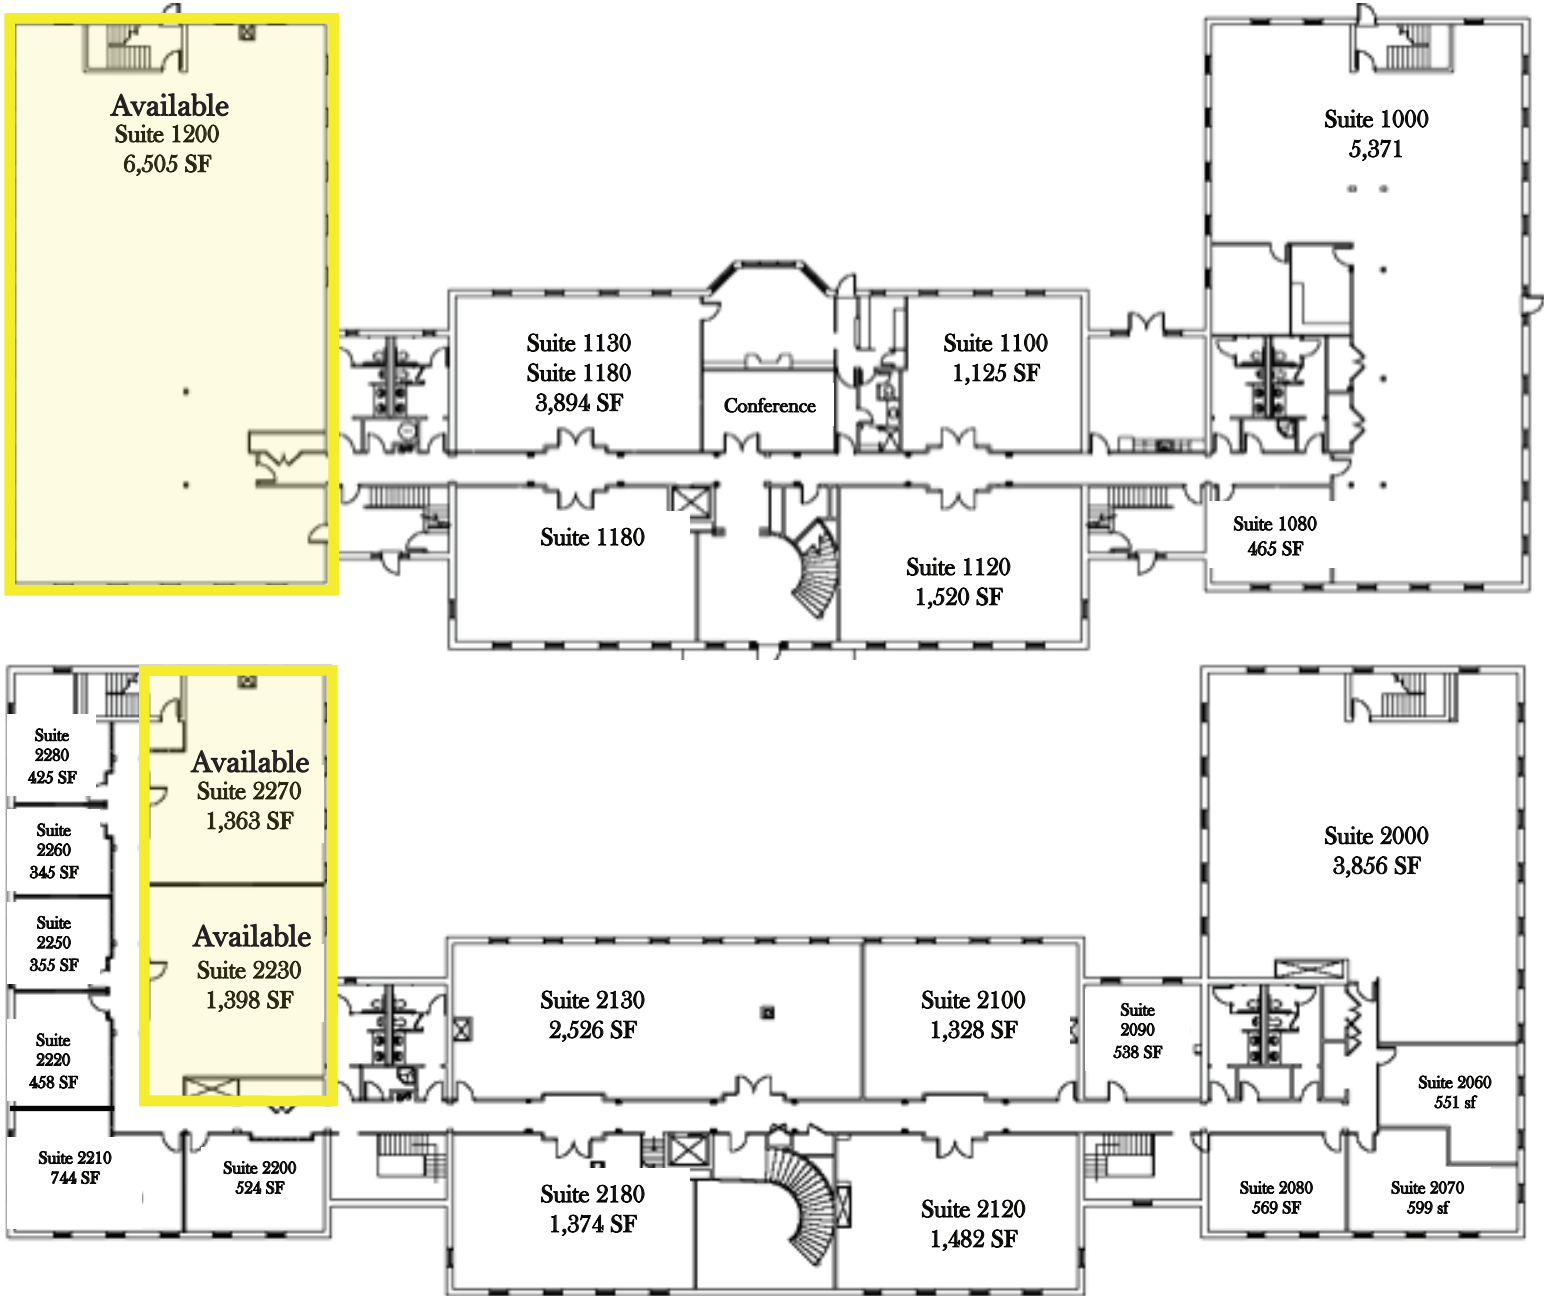 Available
Suite 1200
6,505 SF
Suite 1000
5,371
Suite 1130
Suite 1180
3,894 SF
Conference
Suite 1100
1,125 SF
Suite 1180
Suite 1120
1,520 SF
Suite 1080
465 SF
Suite
2280
425 SF
Available
Suite 2270
1,363 SF
Suite
2260
345 SF
Suite
2250
355 SF
Available
Suite 2230
1,398 SF
Suite
2220
458 SF
Suite 2210
744 SF
Suite 2200
524 SF
Suite 2130
2,526 SF
Suite 2100
1,328 SF
Suite
2090
538 SF
Suite 2000
3,856 SF
Suite 2060
551 sf
Suite 2180
1,374 SF
Suite 2120
1,482 SF
Suite 2080
569 SF
Suite 2070
599 sf